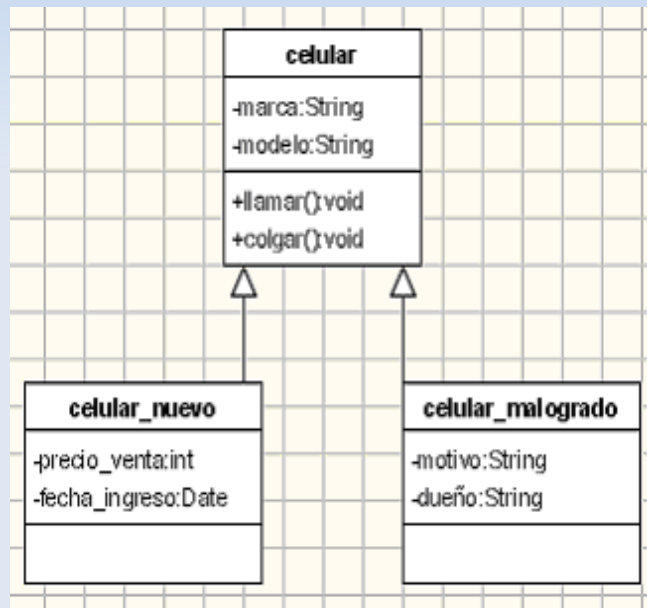 celular
-marca:String
-modelo:String
+llamar():void
+colgar():void
celular_nuevo
-precio_venta:int
-fecha_ingreso:Date
celular_malogrado
-motivo:String
-dueño:String